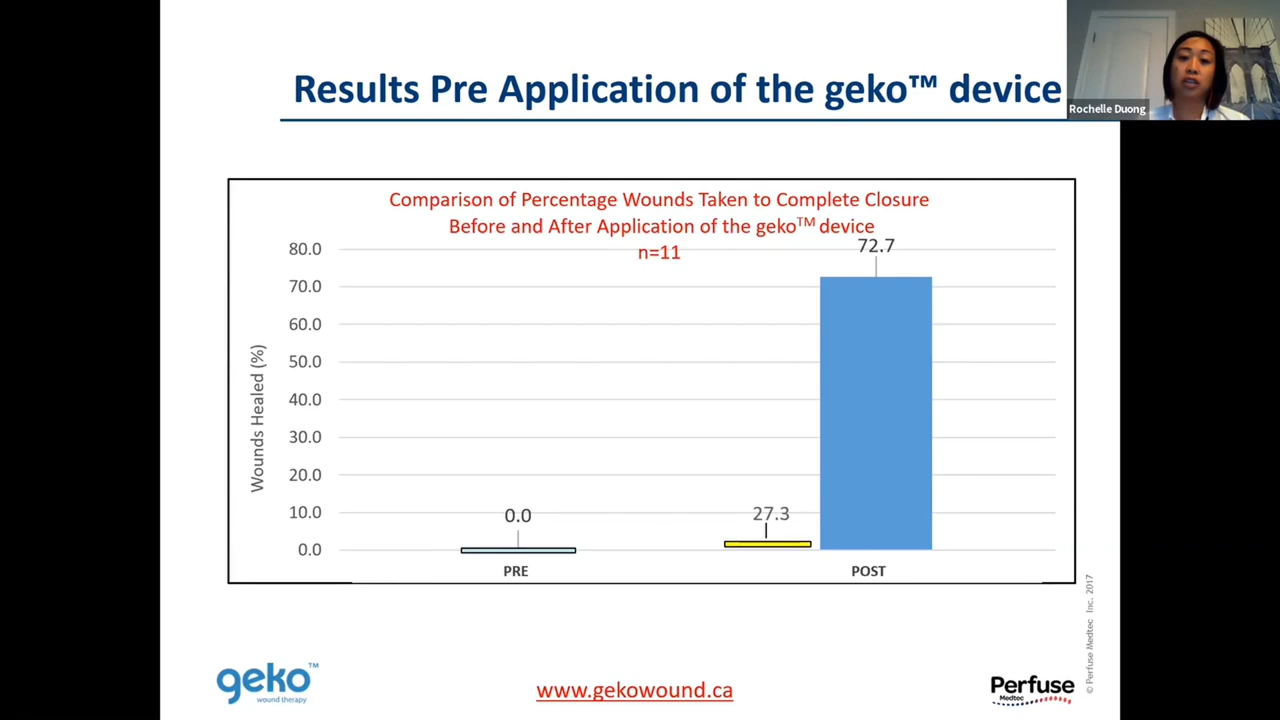 Results Pre Application of the geko™ device
Rochelle Duong
Comparison of Percentage Wounds Taken to Complete Closure
Before and After Application of the geko™ device
n=11
80.0
70.0
60.0
50.0
40.0
30.0
20.0
10.0
0.0
Wounds Healed (%)
0.0
27.3
72.7
PRE
POST
© Perfuse Medtec Inc. 2017
geko™
wound therapy
www.gekowound.ca
Perfuse
Medtec